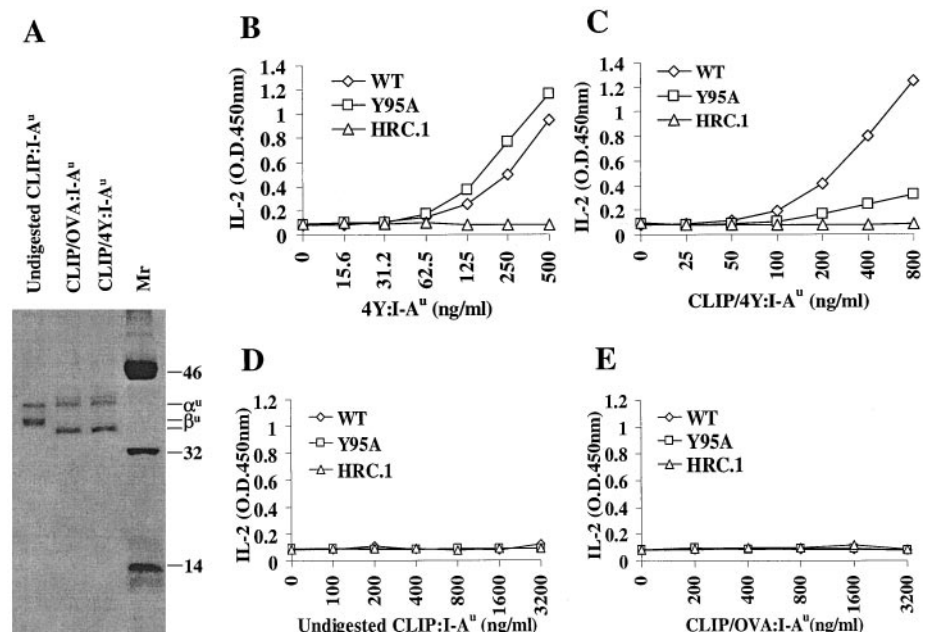 A
Undigested CLIP:I-Aᵘ
CLIP/OVA:I-Aᵘ
CLIP/4Y:I-Aᵘ
Mr
46
αᵘ
βᵘ
32
14
B
IL-2 (O.D.450nm)
1.4
1.2
1
0.8
0.6
0.4
0.2
0
WT
Y95A
HRC.1
0
15.6
31.2
62.5
125
250
500
4Y:I-Aᵘ (ng/ml)
C
IL-2 (O.D.450nm)
1.4
1.2
1
0.8
0.6
0.4
0.2
0
WT
Y95A
HRC.1
0
25
50
100
200
400
800
CLIP/4Y:I-Aᵘ (ng/ml)
D
IL-2 (O.D.450nm)
1.2
1
0.8
0.6
0.4
0.2
0
WT
Y95A
HRC.1
0
100
200
400
800
1600
3200
Undigested CLIP:I-Aᵘ (ng/ml)
E
IL-2 (O.D.450nm)
1.2
1
0.8
0.6
0.4
0.2
0
WT
Y95A
HRC.1
0
200
400
800
1600
3200
CLIP/OVA:I-Aᵘ(ng/ml)